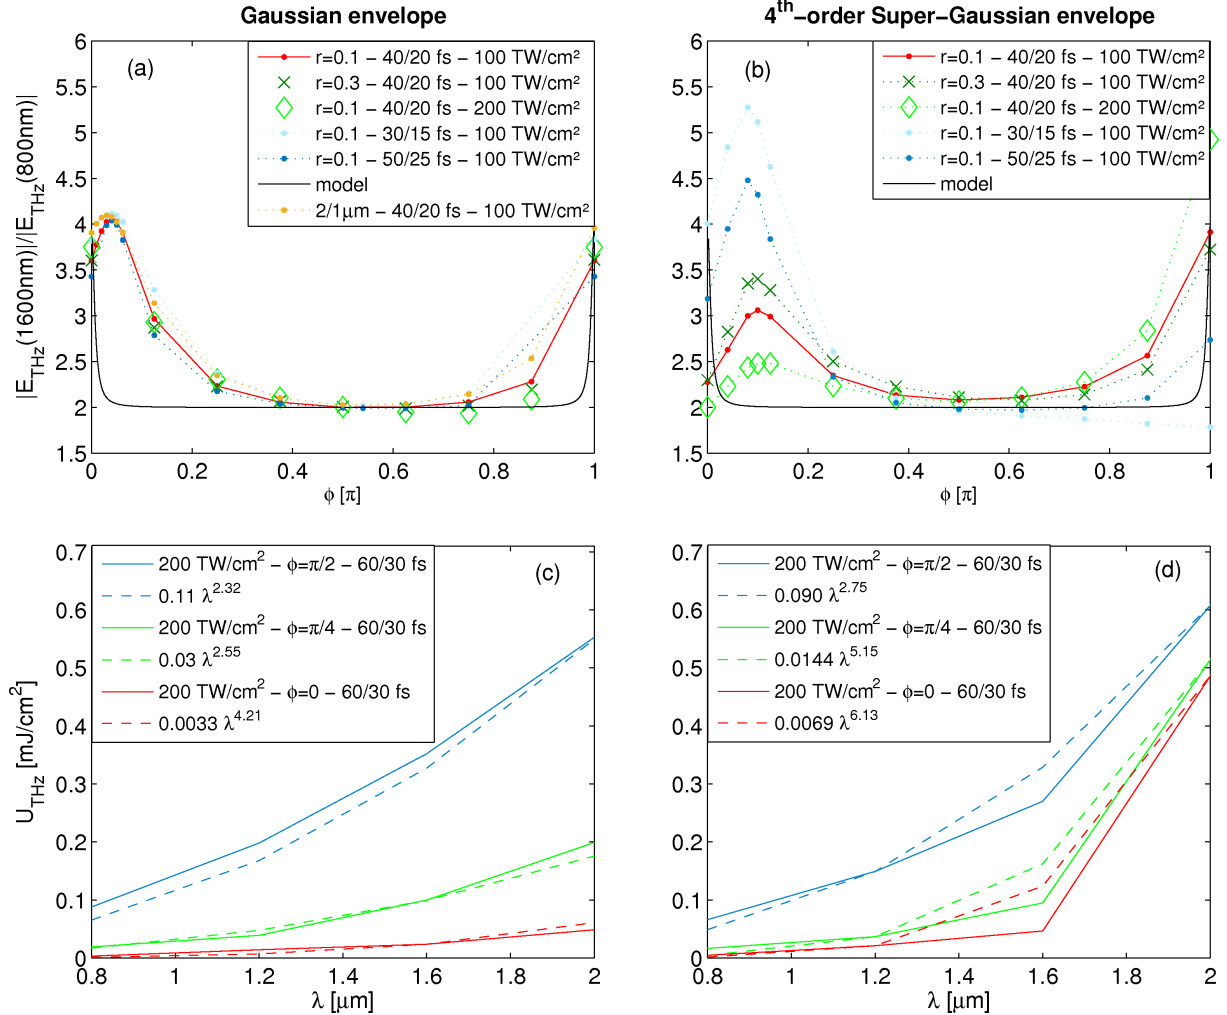 Gaussian envelope
(a)
r=0.1 − 40/20 fs − 100 TW/cm²
r=0.3 − 40/20 fs − 100 TW/cm²
r=0.1 − 40/20 fs − 200 TW/cm²
r=0.1 − 30/15 fs − 100 TW/cm²
r=0.1 − 50/25 fs − 100 TW/cm²
model
2/1µm − 40/20 fs − 100 TW/cm²
|E_THz(1600nm)|/|E_THz(800nm)|
6
5.5
5
4.5
4
3.5
3
2.5
2
1.5
0
0.2
0.4
0.6
0.8
1
ϕ [π]
4th−order Super−Gaussian envelope
(b)
r=0.1 − 40/20 fs − 100 TW/cm²
r=0.3 − 40/20 fs − 100 TW/cm²
r=0.1 − 40/20 fs − 200 TW/cm²
r=0.1 − 30/15 fs − 100 TW/cm²
r=0.1 − 50/25 fs − 100 TW/cm²
model
6
5.5
5
4.5
4
3.5
3
2.5
2
1.5
0
0.2
0.4
0.6
0.8
1
ϕ [π]
(c)
200 TW/cm² − ϕ=π/2 − 60/30 fs
0.11 λ^2.32
200 TW/cm² − ϕ=π/4 − 60/30 fs
0.03 λ^2.55
200 TW/cm² − ϕ=0 − 60/30 fs
0.0033 λ^4.21
U_THz [mJ/cm²]
0.7
0.6
0.5
0.4
0.3
0.2
0.1
0
0.8
1
1.2
1.4
1.6
1.8
2
λ [µm]
(d)
200 TW/cm² − ϕ=π/2 − 60/30 fs
0.090 λ^2.75
200 TW/cm² − ϕ=π/4 − 60/30 fs
0.0144 λ^5.15
200 TW/cm² − ϕ=0 − 60/30 fs
0.0069 λ^6.13
0.7
0.6
0.5
0.4
0.3
0.2
0.1
0
0.8
1
1.2
1.4
1.6
1.8
2
λ [µm]